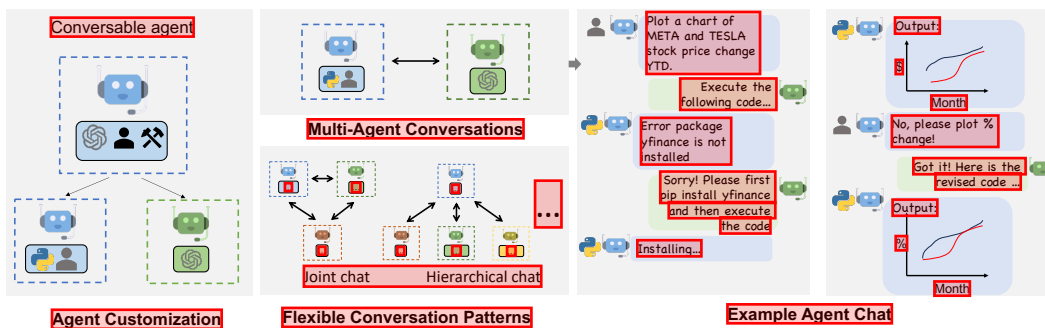 Conversable agent
Agent Customization
Multi-Agent Conversations
...
Joint chat
Hierarchical chat
Flexible Conversation Patterns
Plot a chart of
META and TESLA
stock price change
YTD.
Execute the
following code...
Error package
yfinance is not
installed
Sorry! Please first
pip install yfinance
and then execute
the code
Installing...
Output:
$
Month
No, please plot %
change!
Got it! Here is the
revised code ...
Output:
%
Month
Example Agent Chat